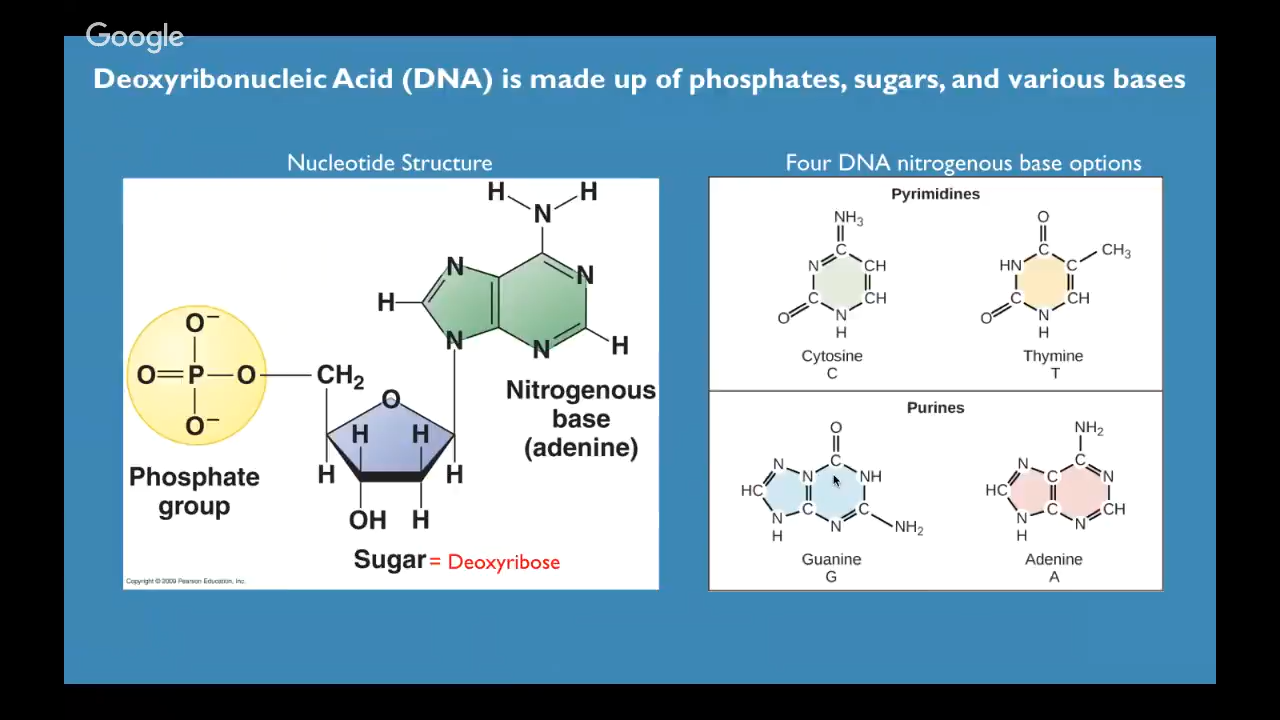 Google
Deoxyribonucleic Acid (DNA) is made up of phosphates, sugars, and various bases
Nucleotide Structure
H H
N
N N
H
N N H
O–
O=P–O CH2
O–
O
H H
H H
OH H
Phosphate
group
Nitrogenous
base
(adenine)
Sugar = Deoxyribose
Copyright © 2009 Pearson Education, Inc.
Four DNA nitrogenous base options
Pyrimidines
NH3
C
N CH
C CH
O N
H
Cytosine
C
O
C CH3
HN C
C CH
O N
H
Thymine
T
Purines
O
C
N N NH
HC
N C C
H N NH2
Guanine
G
NH2
C
N C N
HC
N C CH
H N
Adenine
A